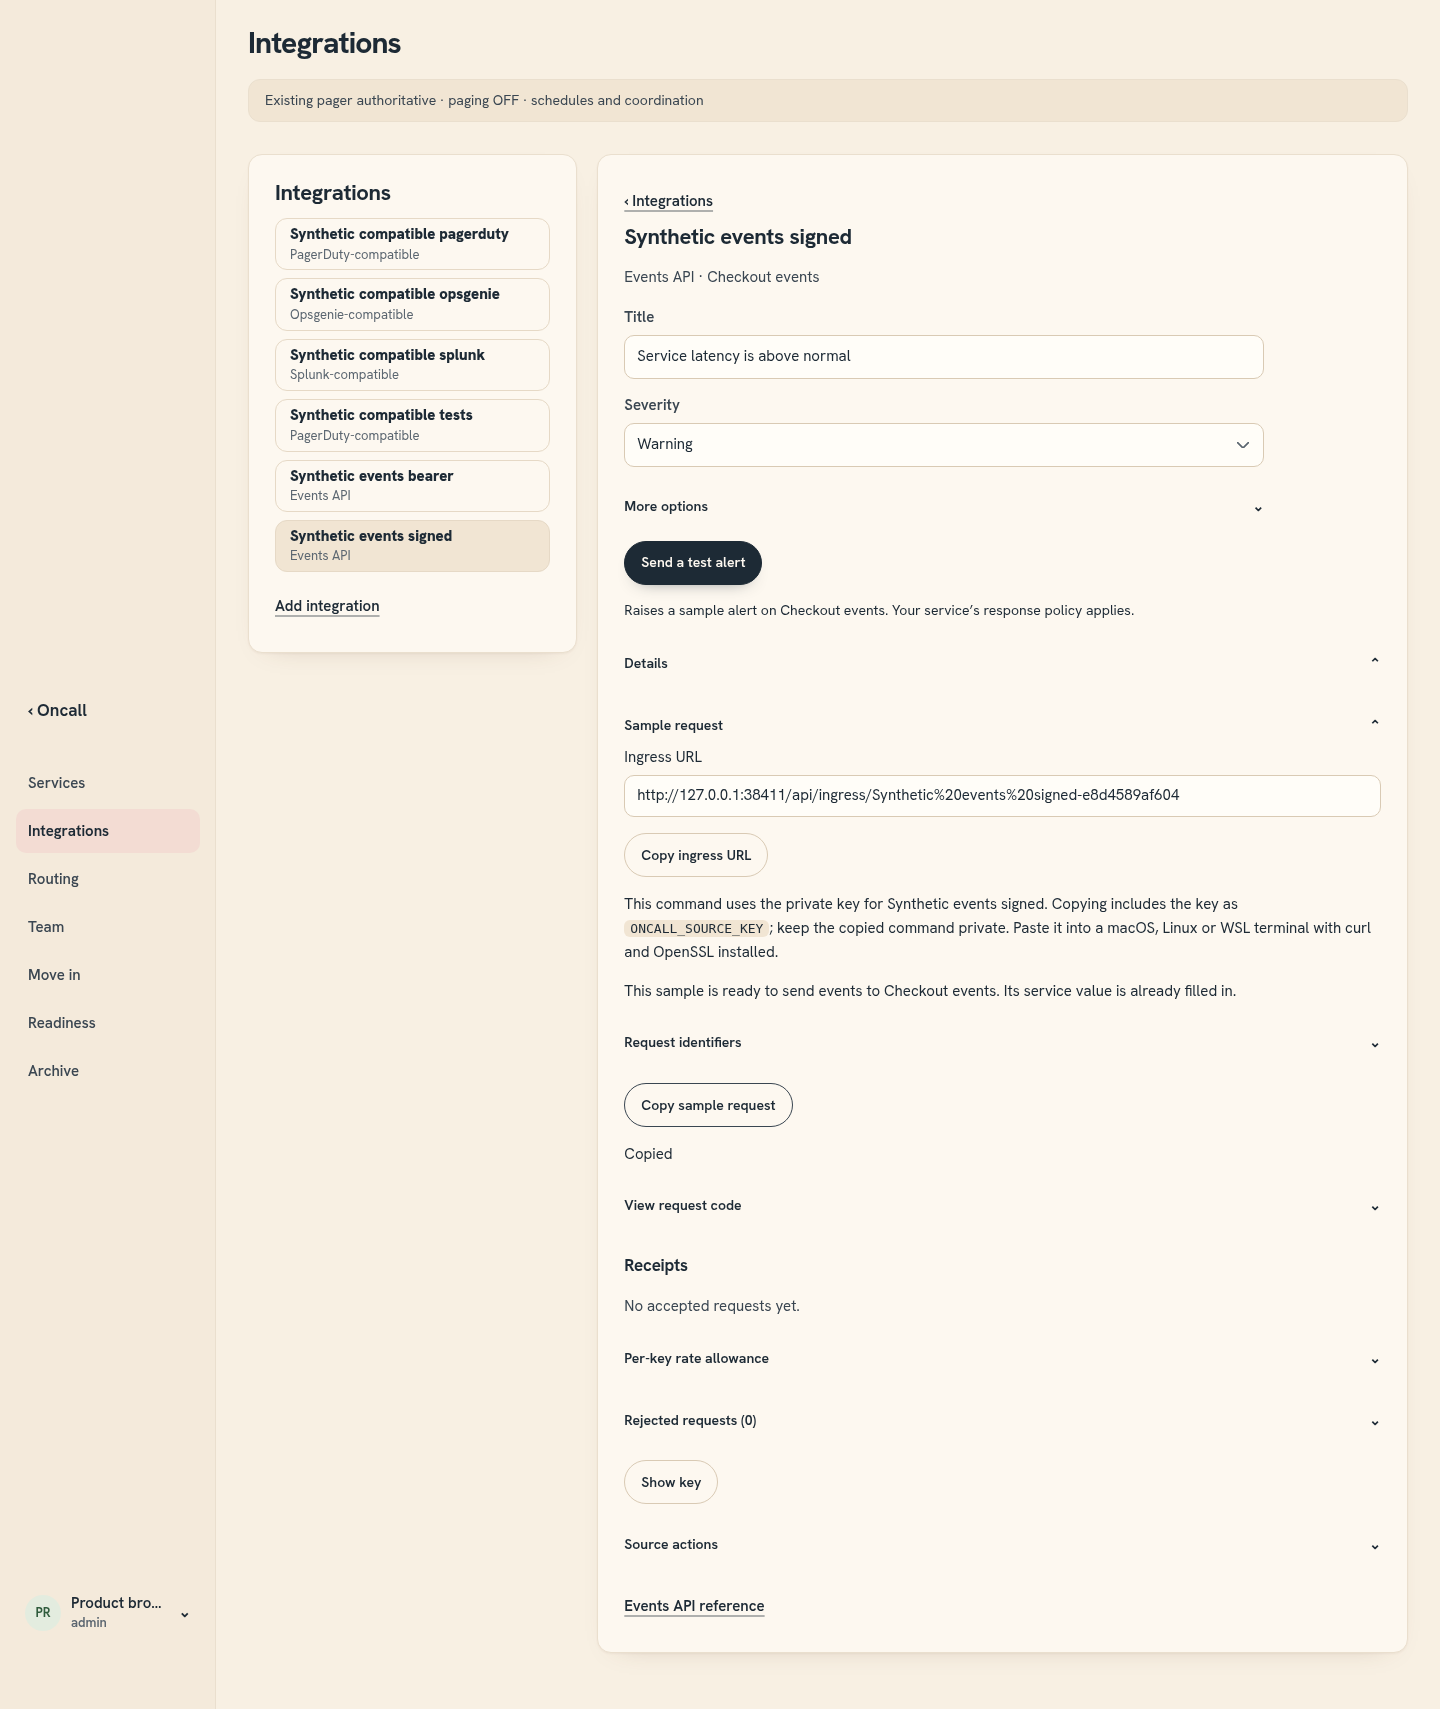 ‹ Oncall
Services
Integrations
Routing
Team
Move in
Readiness
Archive
PR
Product bro...
admin
Integrations
Existing pager authoritative · paging OFF · schedules and coordination
Integrations
Synthetic compatible pagerduty
PagerDuty-compatible
Synthetic compatible opsgenie
Opsgenie-compatible
Synthetic compatible splunk
Splunk-compatible
Synthetic compatible tests
PagerDuty-compatible
Synthetic events bearer
Events API
Synthetic events signed
Events API
Add integration
‹ Integrations
Synthetic events signed
Events API · Checkout events
Title
Service latency is above normal
Severity
Warning
More options
Send a test alert
Raises a sample alert on Checkout events. Your service’s response policy applies.
Details
Sample request
Ingress URL
http://127.0.0.1:38411/api/ingress/Synthetic%20events%20signed-e8d4589af604
Copy ingress URL
This command uses the private key for Synthetic events signed. Copying includes the key as
ONCALL_SOURCE_KEY; keep the copied command private. Paste it into a macOS, Linux or WSL terminal with curl
and OpenSSL installed.
This sample is ready to send events to Checkout events. Its service value is already filled in.
Request identifiers
Copy sample request
Copied
View request code
Receipts
No accepted requests yet.
Per-key rate allowance
Rejected requests (0)
Show key
Source actions
Events API reference